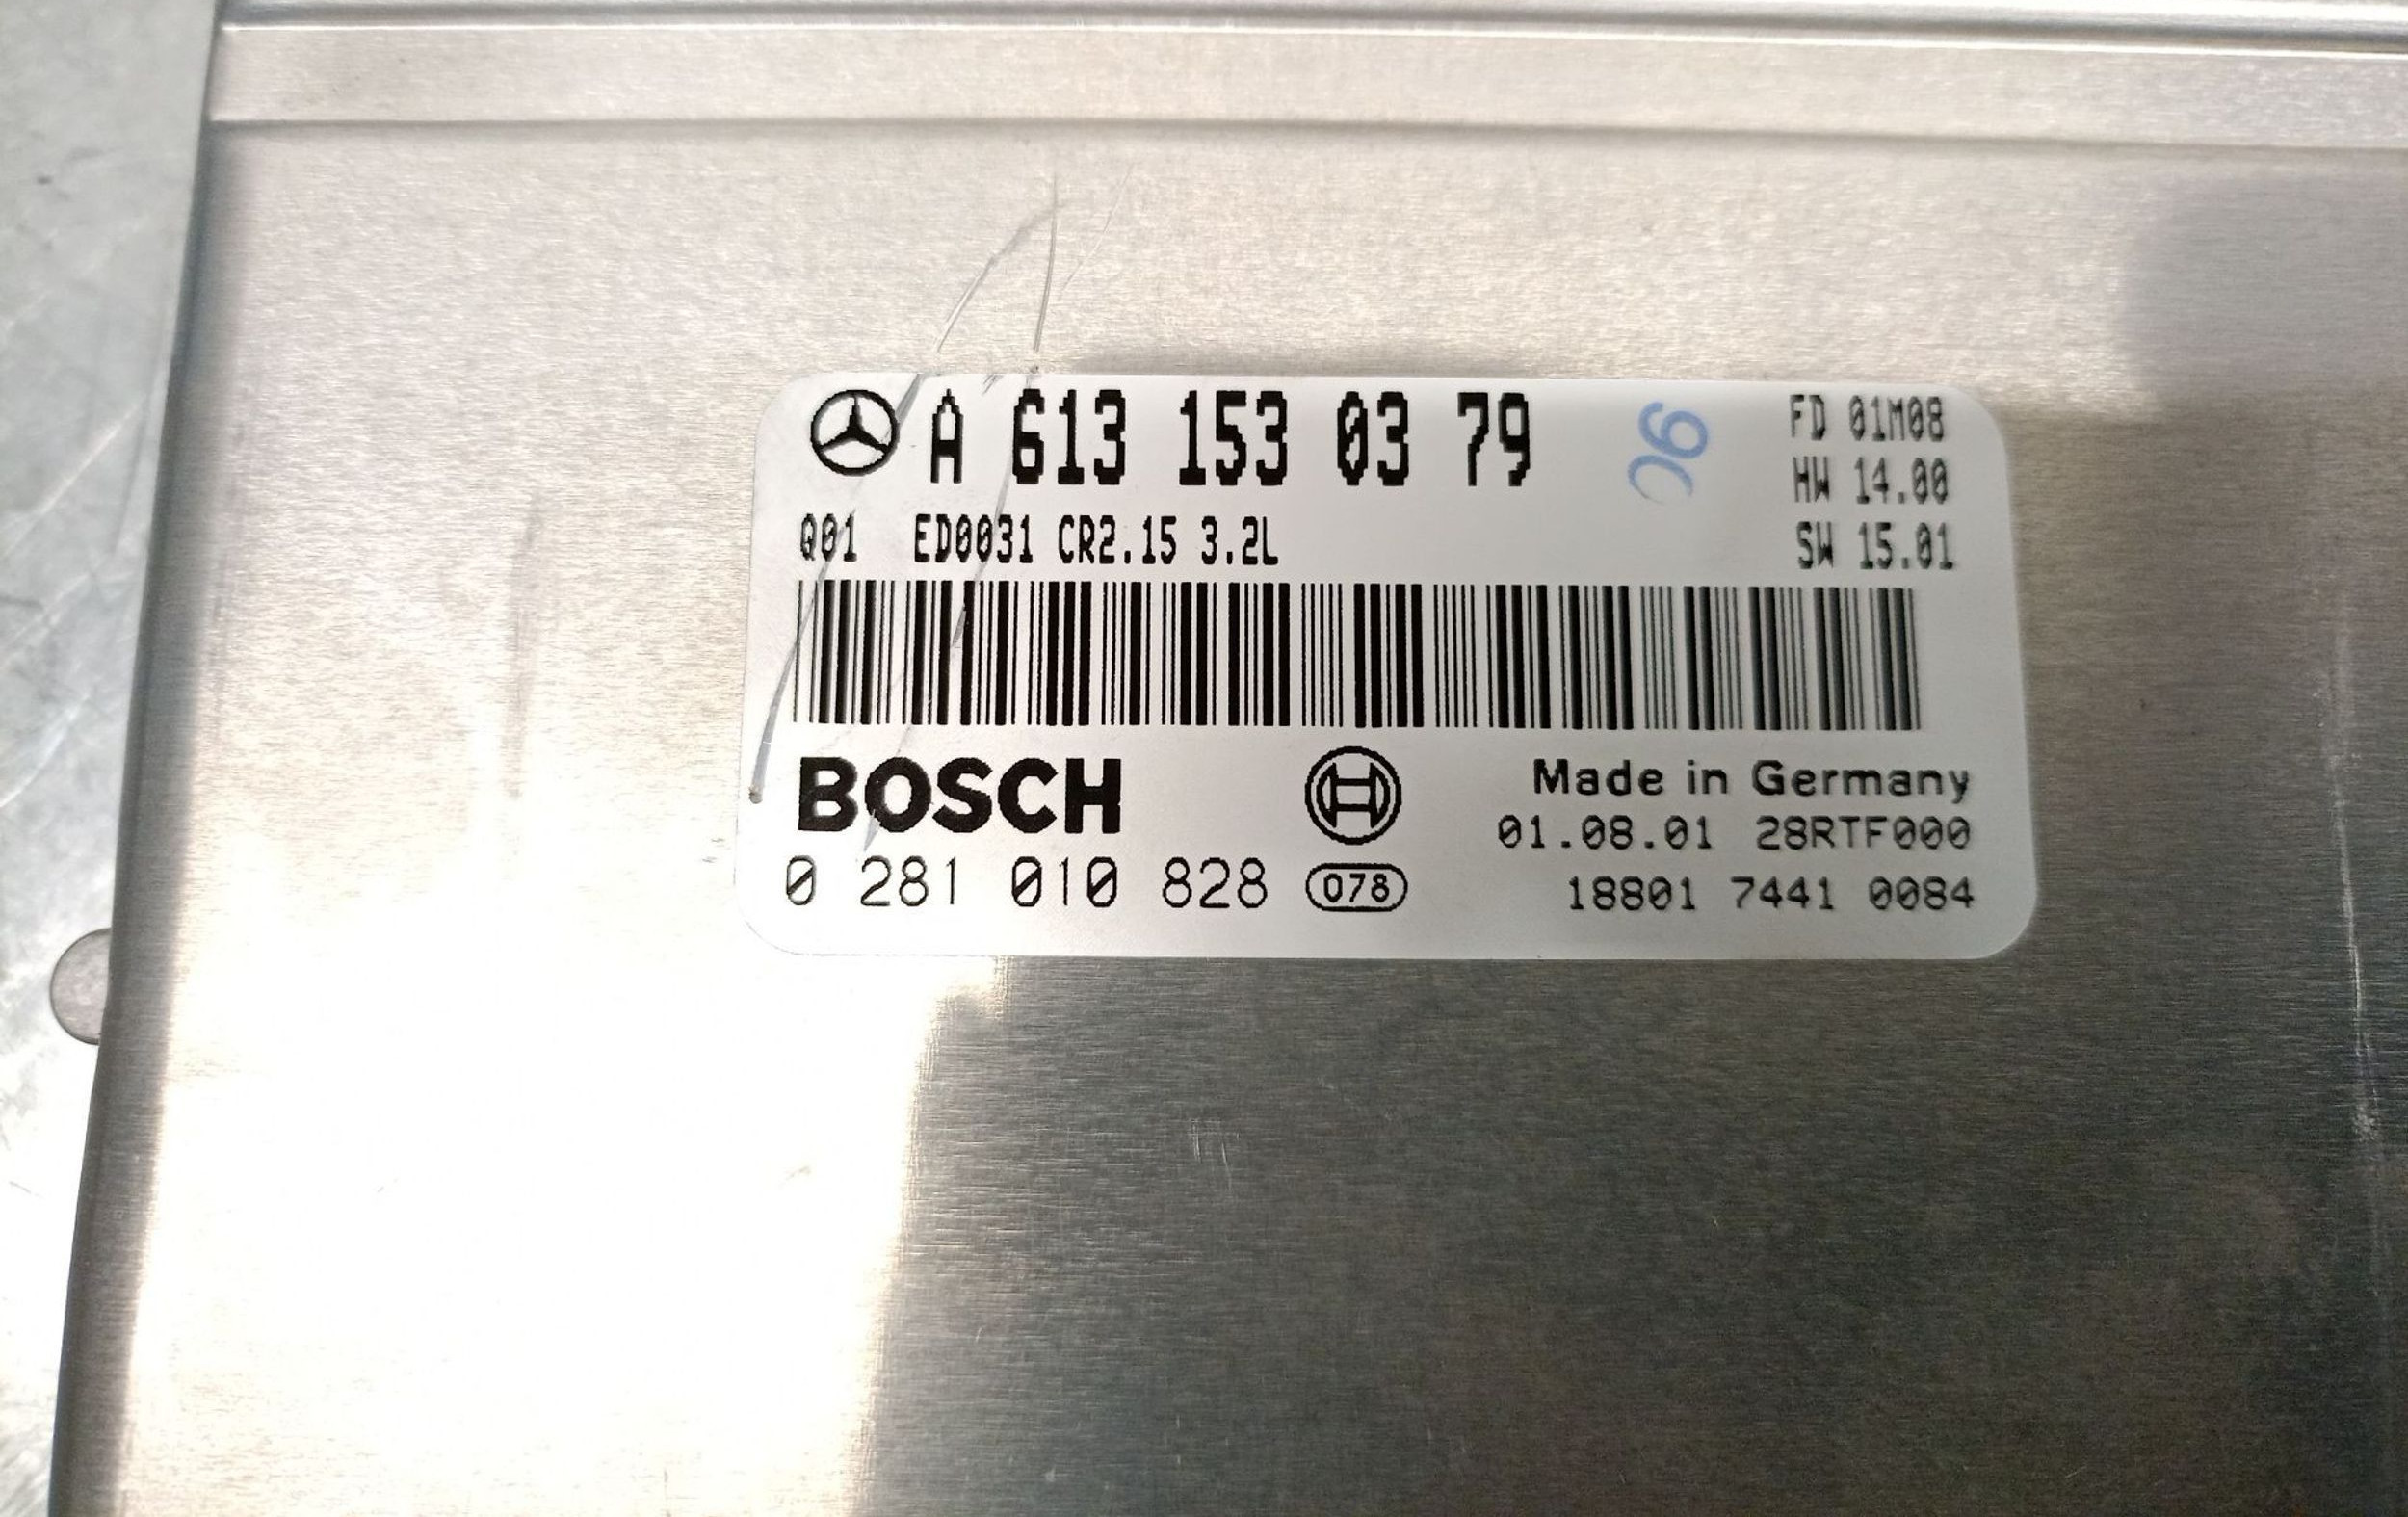 A 613 153 03 79
FD 01M08
HW 14.00
Q01 ED0031 CR2.15 3.2L
SW 15.01
BOSCH
Made in Germany
01.08.01 28RTF000
0 281 010 828 078
18801 7441 0084